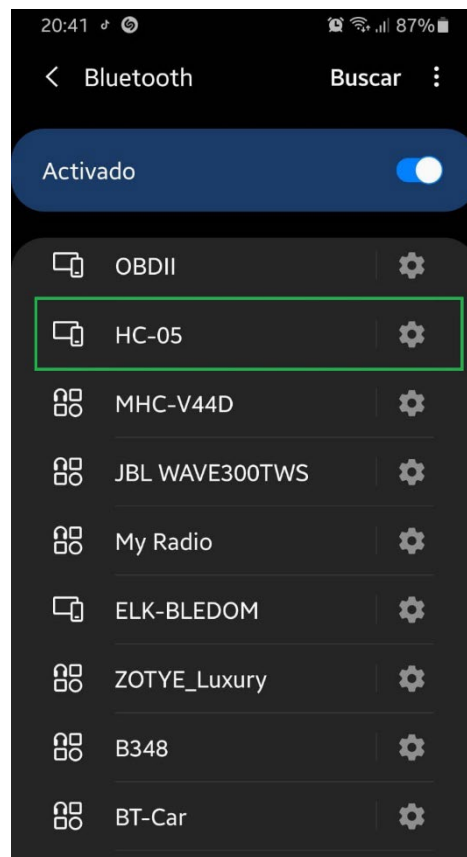 20:41 87%
Bluetooth Buscar
Activado
OBDII
HC-05
MHC-V44D
JBL WAVE300TWS
My Radio
ELK-BLEDOM
ZOTYE_Luxury
B348
BT-Car